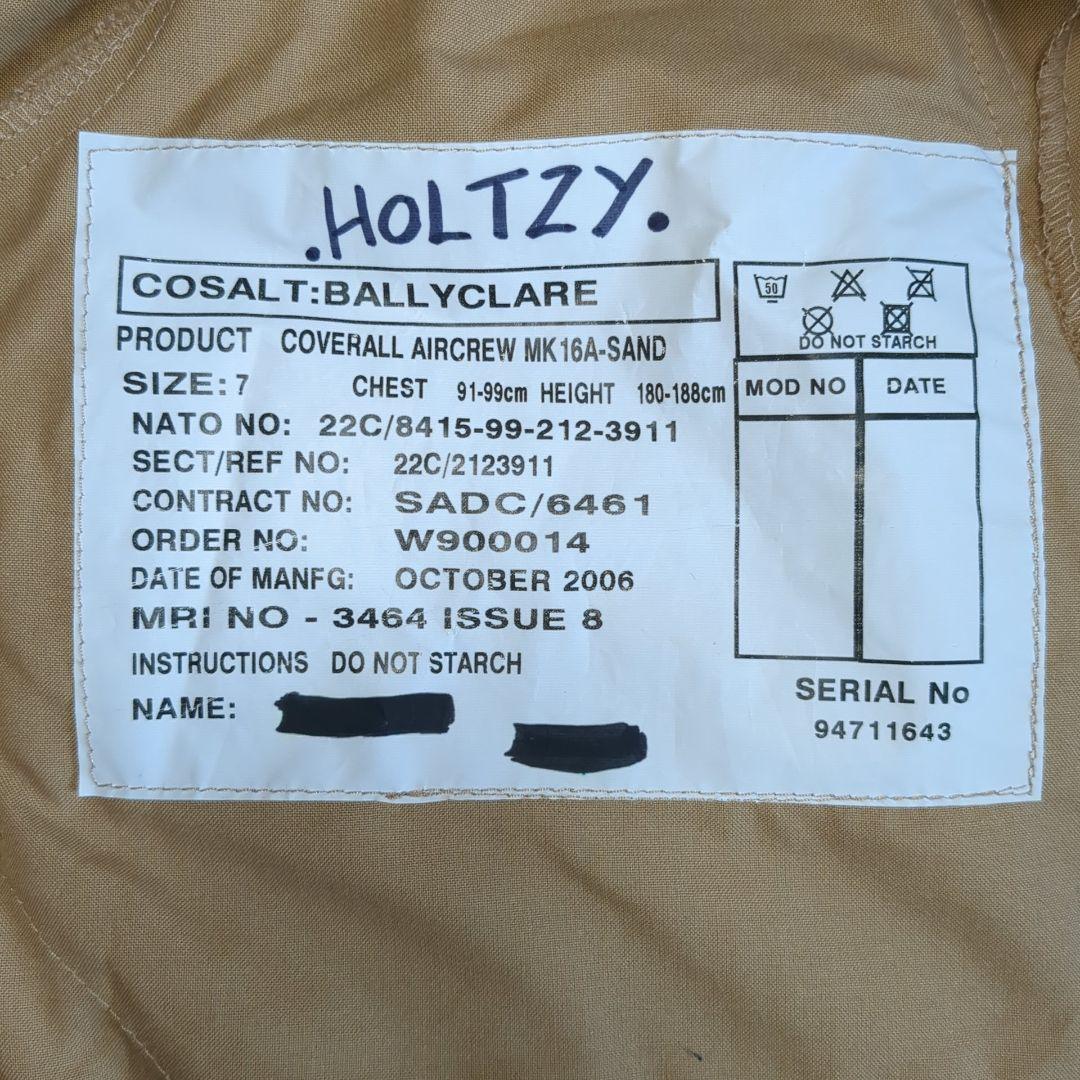 .HOLTZY.
COSALT:BALLYCLARE
PRODUCT COVERALL AIRCREW MK16A-SAND
SIZE: 7 CHEST 91-99cm HEIGHT 180-188cm
NATO NO: 22C/8415-99-212-3911
SECT/REF NO: 22C/2123911
CONTRACT NO: SADC/6461
ORDER NO: W900014
DATE OF MANFG: OCTOBER 2006
MRI NO - 3464 ISSUE 8
INSTRUCTIONS DO NOT STARCH
NAME:
50
DO NOT STARCH
MOD NO DATE
SERIAL No
94711643